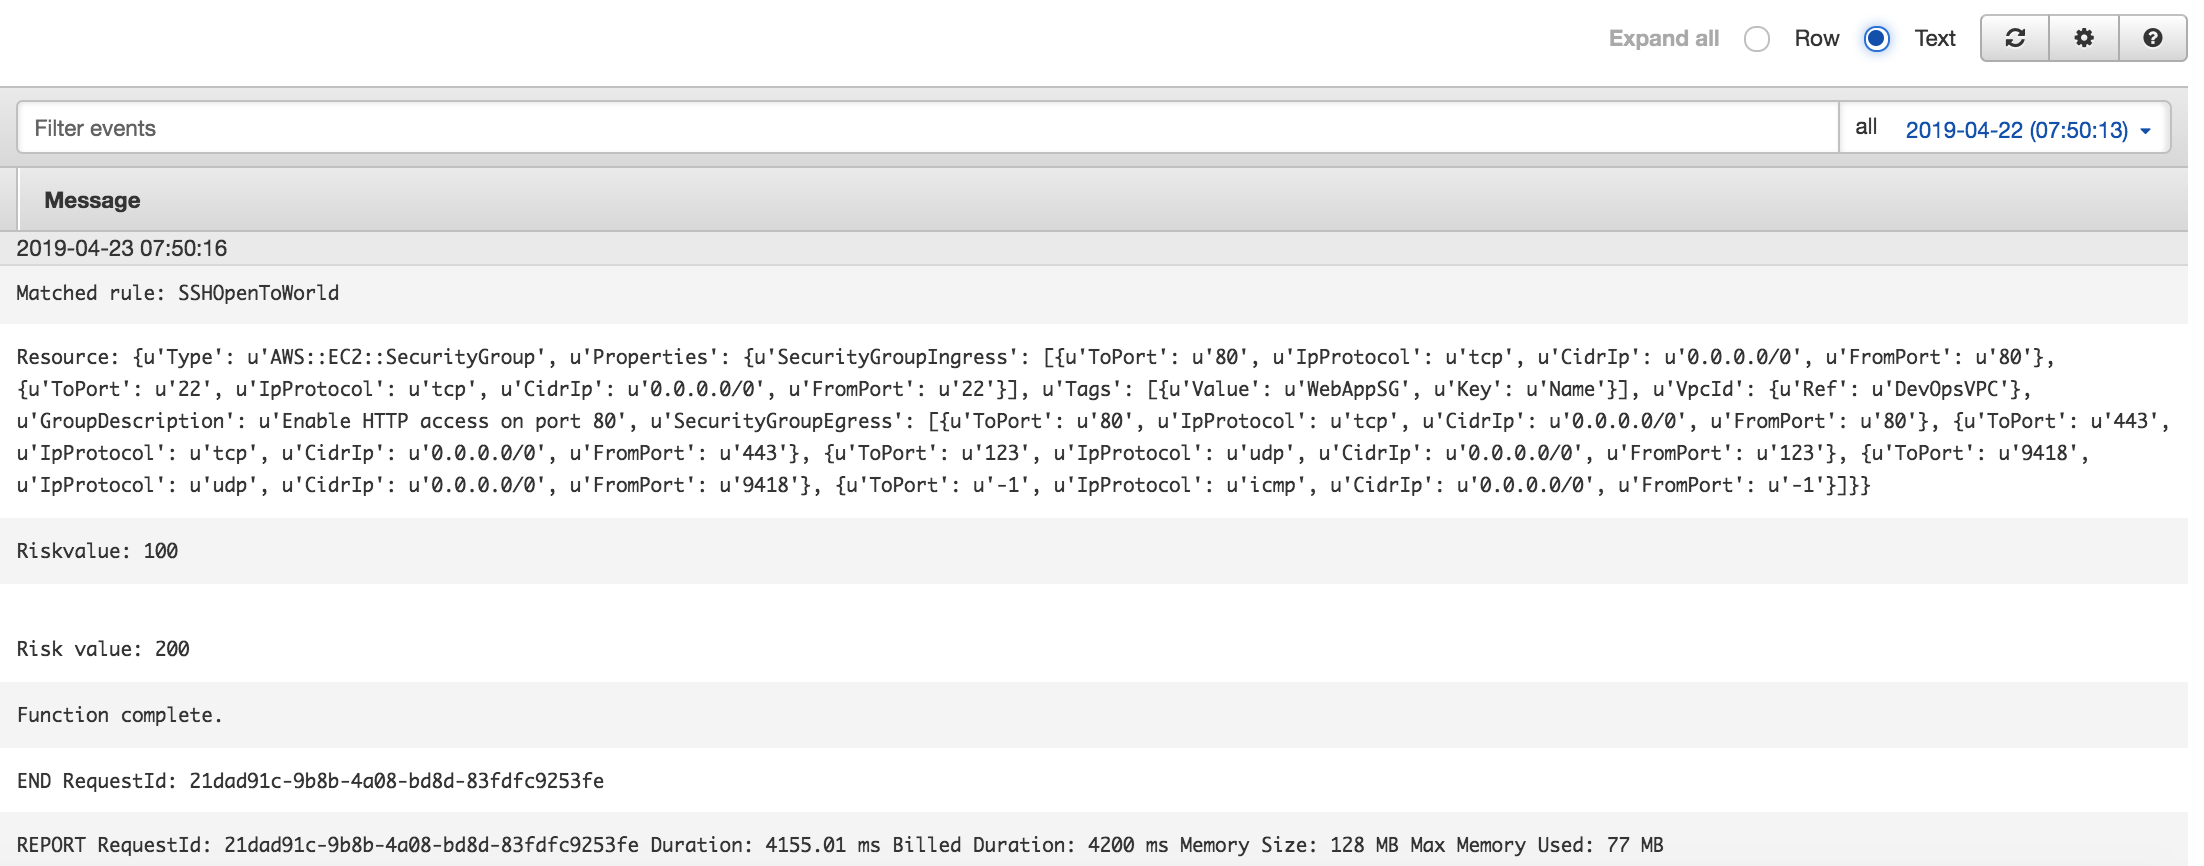 Expand all Row Text
Filter events all 2019-04-22 (07:50:13)
Message
2019-04-23 07:50:16
Matched rule: SSHOpenToWorld
Resource: {u'Type': u'AWS::EC2::SecurityGroup', u'Properties': {u'SecurityGroupIngress': [{u'ToPort': u'80', u'IpProtocol': u'tcp', u'CidrIp': u'0.0.0.0/0', u'FromPort': u'80'},
{u'ToPort': u'22', u'IpProtocol': u'tcp', u'CidrIp': u'0.0.0.0/0', u'FromPort': u'22'}], u'Tags': [{u'Value': u'WebAppSG', u'Key': u'Name'}], u'VpcId': {u'Ref': u'DevOpsVPC'},
u'GroupDescription': u'Enable HTTP access on port 80', u'SecurityGroupEgress': [{u'ToPort': u'80', u'IpProtocol': u'tcp', u'CidrIp': u'0.0.0.0/0', u'FromPort': u'80'}, {u'ToPort': u'443',
u'IpProtocol': u'tcp', u'CidrIp': u'0.0.0.0/0', u'FromPort': u'443'}, {u'ToPort': u'123', u'IpProtocol': u'udp', u'CidrIp': u'0.0.0.0/0', u'FromPort': u'123'}, {u'ToPort': u'9418',
u'IpProtocol': u'udp', u'CidrIp': u'0.0.0.0/0', u'FromPort': u'9418'}, {u'ToPort': u'-1', u'IpProtocol': u'icmp', u'CidrIp': u'0.0.0.0/0', u'FromPort': u'-1'}]}}
Riskvalue: 100
Risk value: 200
Function complete.
END RequestId: 21dad91c-9b8b-4a08-bd8d-83fdfc9253fe
REPORT RequestId: 21dad91c-9b8b-4a08-bd8d-83fdfc9253fe Duration: 4155.01 ms Billed Duration: 4200 ms Memory Size: 128 MB Max Memory Used: 77 MB